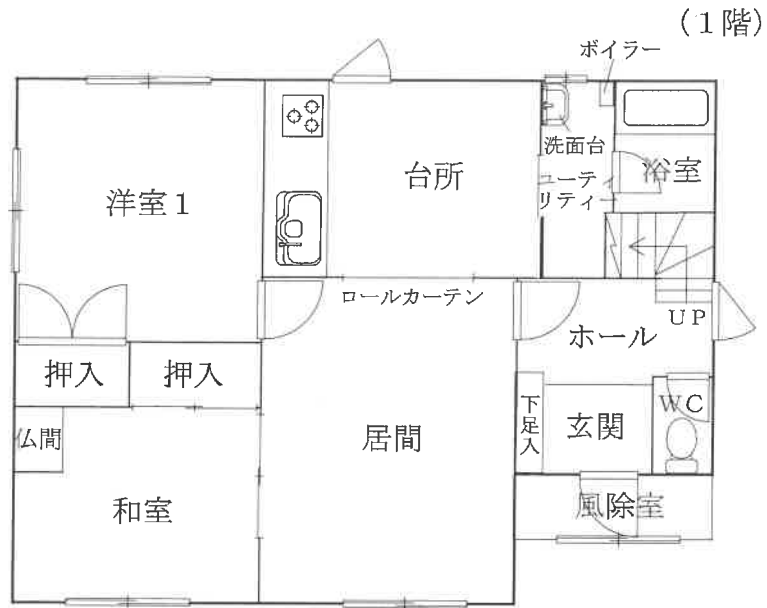 (1階)
ボイラー
洗面台
浴室
台所
ユーティ
リティー
洋室1
ロールカーテン
UP
ホール
押入
押入
WC
下足入
玄関
仏間
居間
和室
風除室